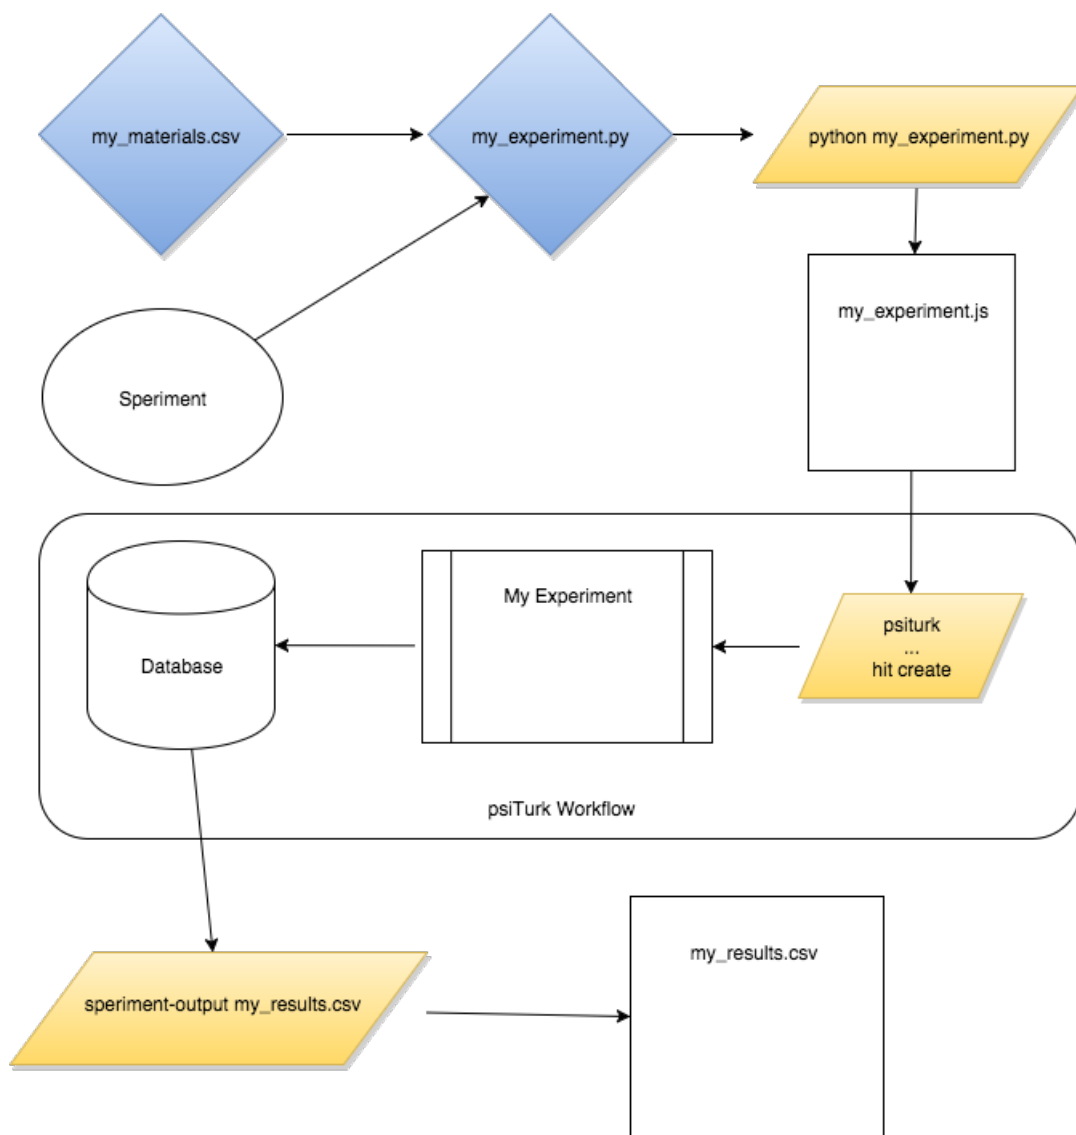 my_materials.csv
my_experiment.py
python my_experiment.py
my_experiment.js
Speriment
Database
My Experiment
psiturk
...
hit create
psiTurk Workflow
speriment-output my_results.csv
my_results.csv